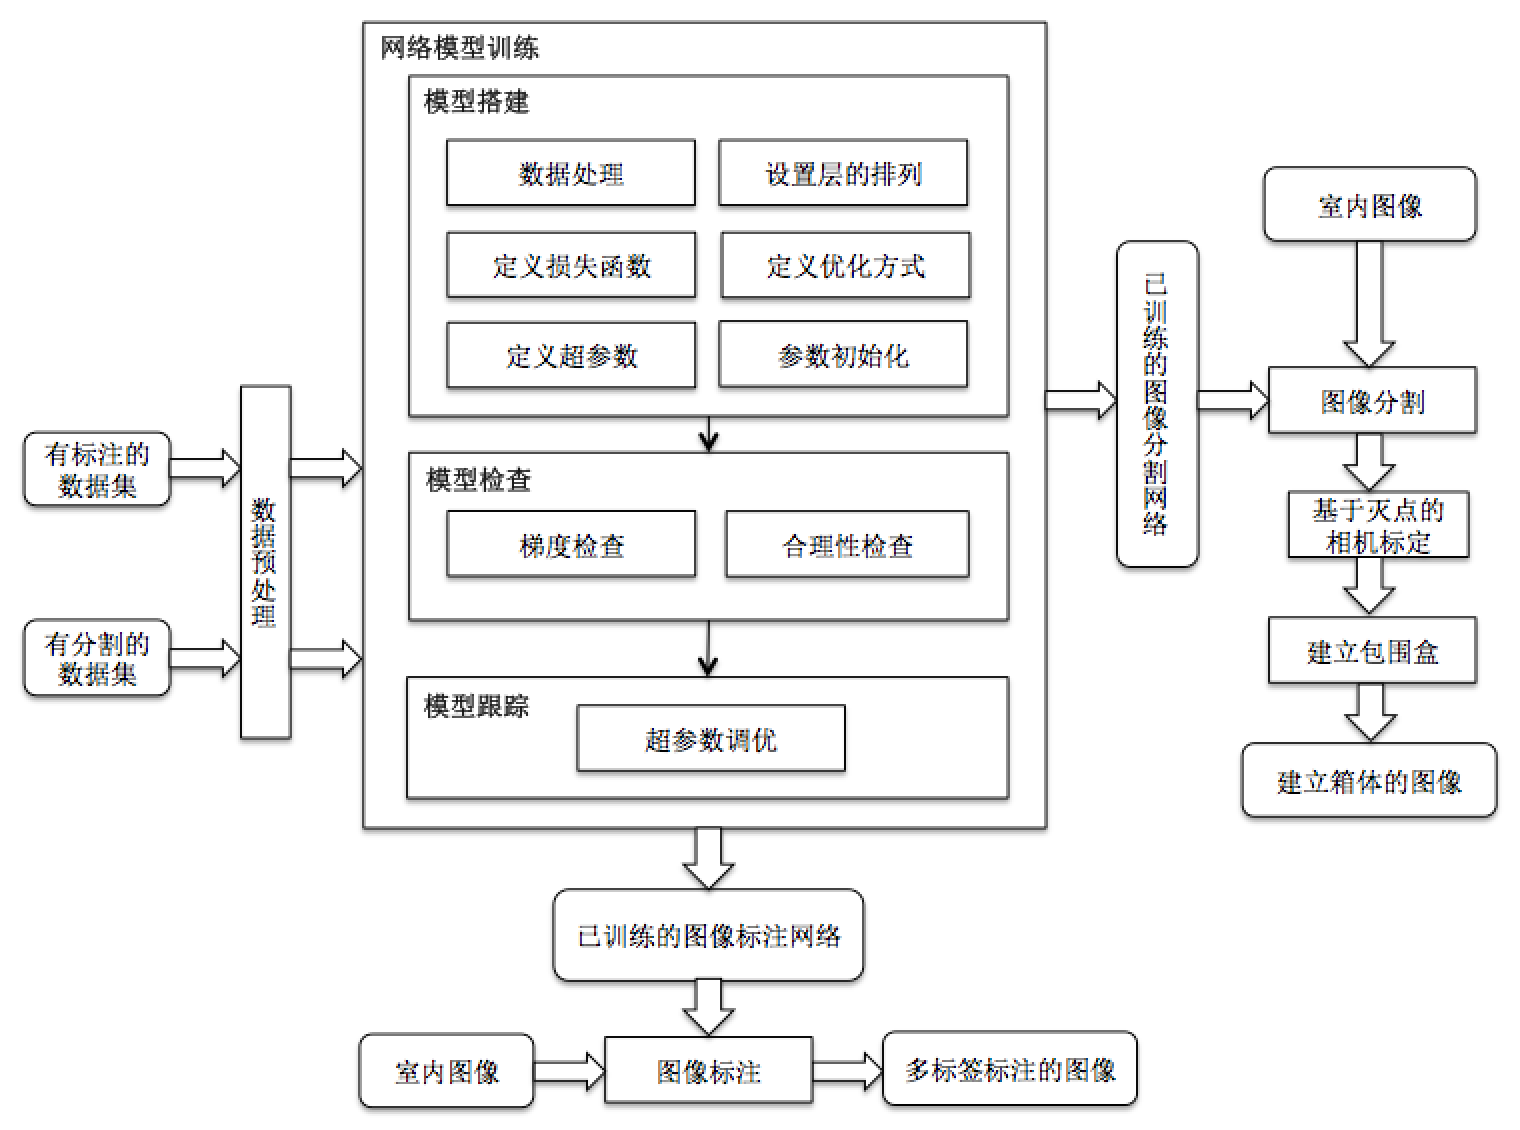 网络模型训练
模型搭建
数据处理
设置层的排列
定义损失函数
定义优化方式
定义超参数
参数初始化
模型检查
梯度检查
合理性检查
模型跟踪
超参数调优
有标注的
数据集
有分割的
数据集
数据预处理
已训练的图像分割网络
室内图像
图像分割
基于灭点的
相机标定
建立包围盒
建立箱体的图像
已训练的图像标注网络
室内图像
图像标注
多标签标注的图像